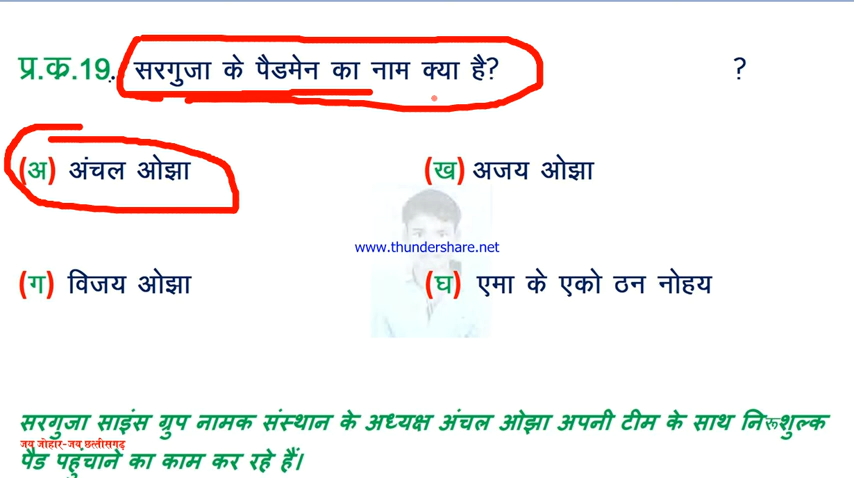 प्र.क.19. सरगुजा के पैडमेन का नाम क्या है? ?
(अ) अंचल ओझा (ख) अजय ओझा
www.thundershare.net
(ग) विजय ओझा (घ) एमा के एको ठन नोहय
सरगुजा साइंस ग्रुप नामक संस्थान के अध्यक्ष अंचल ओझा अपनी टीम के साथ निरूशुल्क
जय जोहार-जय छत्तीसगढ़
पैड पहुंचाने का काम कर रहे हैं।